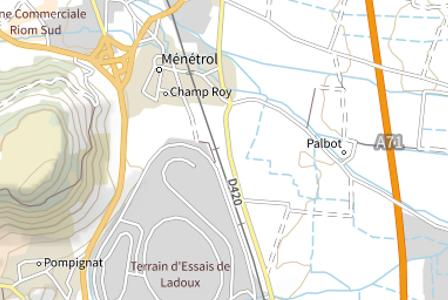 ne Commerciale
Riom Sud
Ménétrol
Champ Roy
Palbot
A71
D420
Pompignat
Terrain d'Essais de
Ladoux